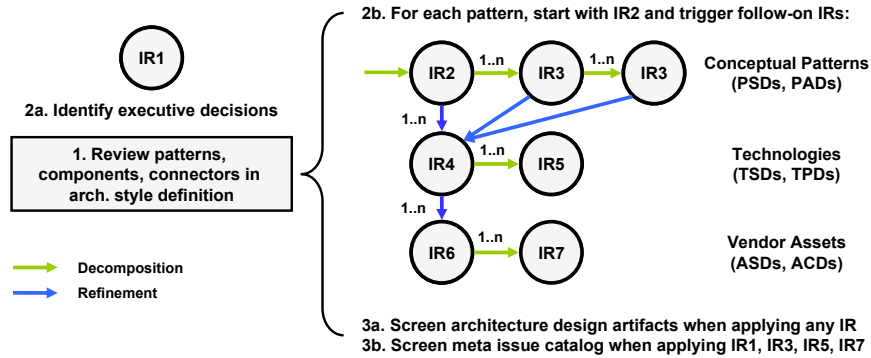 IR1
2a. Identify executive decisions
1. Review patterns,
components, connectors in
arch. style definition
Decomposition
Refinement
2b. For each pattern, start with IR2 and trigger follow-on IRs:
IR2
1..n
IR3
1..n
IR3
Conceptual Patterns
(PSDs, PADs)
1..n
IR4
1..n
IR5
Technologies
(TSDs, TPDs)
1..n
IR6
1..n
IR7
Vendor Assets
(ASDs, ACDs)
3a. Screen architecture design artifacts when applying any IR
3b. Screen meta issue catalog when applying IR1, IR3, IR5, IR7